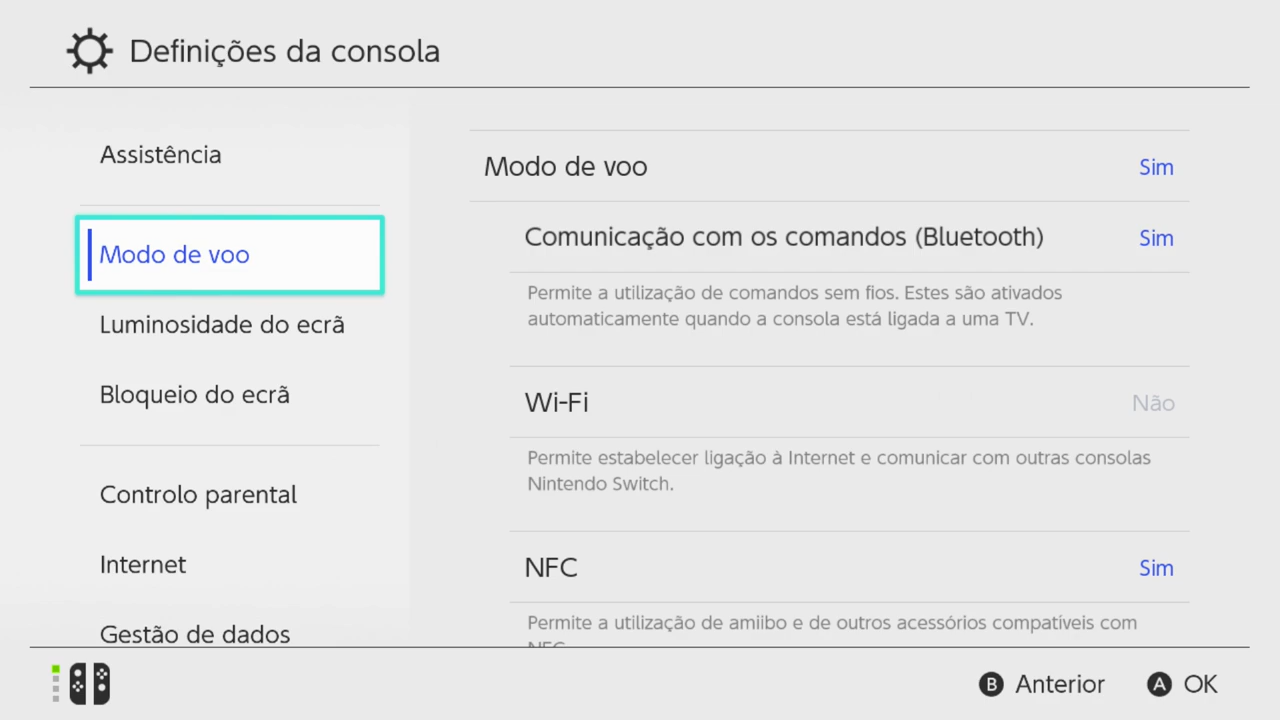 Definições da consola
Assistência
Modo de voo
Luminosidade do ecrã
Bloqueio do ecrã
Controlo parental
Internet
Gestão de dados
Modo de voo Sim
Comunicação com os comandos (Bluetooth) Sim
Permite a utilização de comandos sem fios. Estes são ativados
automaticamente quando a consola está ligada a uma TV.
Wi-Fi Não
Permite estabelecer ligação à Internet e comunicar com outras consolas
Nintendo Switch.
NFC Sim
Permite a utilização de amiibo e de outros acessórios compatíveis com
NFC.
B Anterior A OK